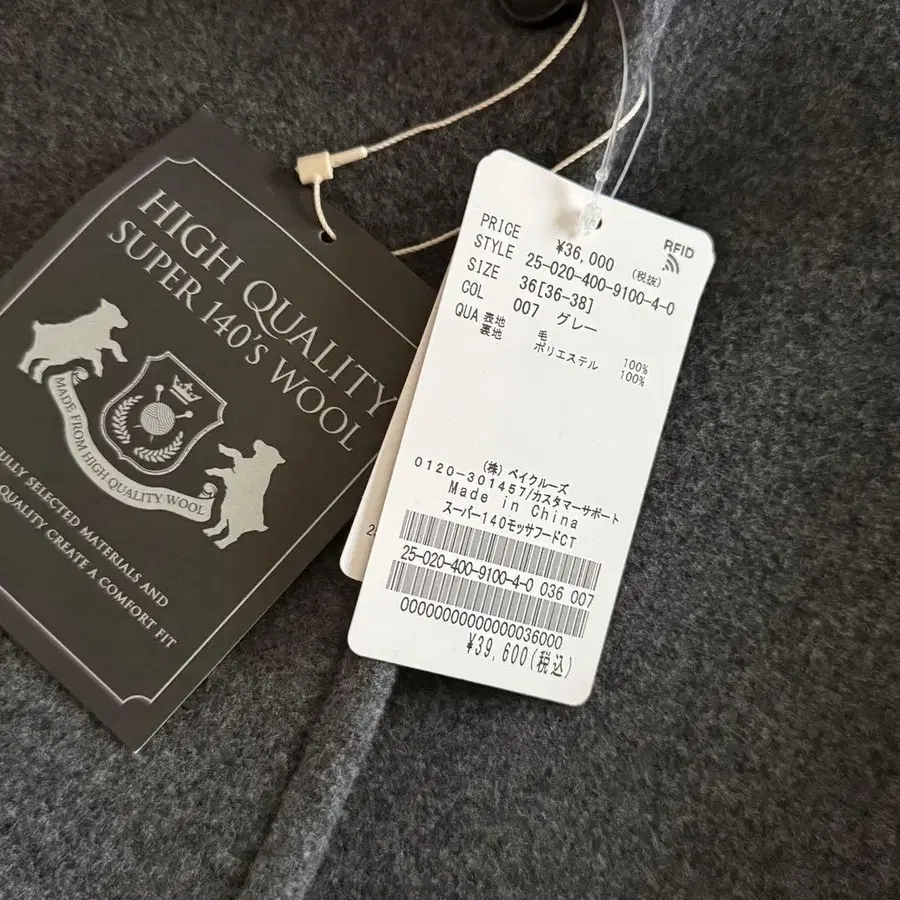 HIGH QUALITY
SUPER 140'S WOOL
MADE FROM HIGH QUALITY WOOL
FULLY SELECTED MATERIALS AND
QUALITY CREATE A COMFORT FIT
RFID
PRICE ¥36,000 (税抜)
STYLE 25-020-400-9100-4-0
SIZE 36[36-38]
COL 007 グレー
QUA 表地 毛 100%
裏地 ポリエステル 100%
(株) ベイクルーズ
0120-301457/カスタマーサポート
Made in China
スーパー140モッサフードCT
25-020-400-9100-4-0 036 007
¥39,600(税込)